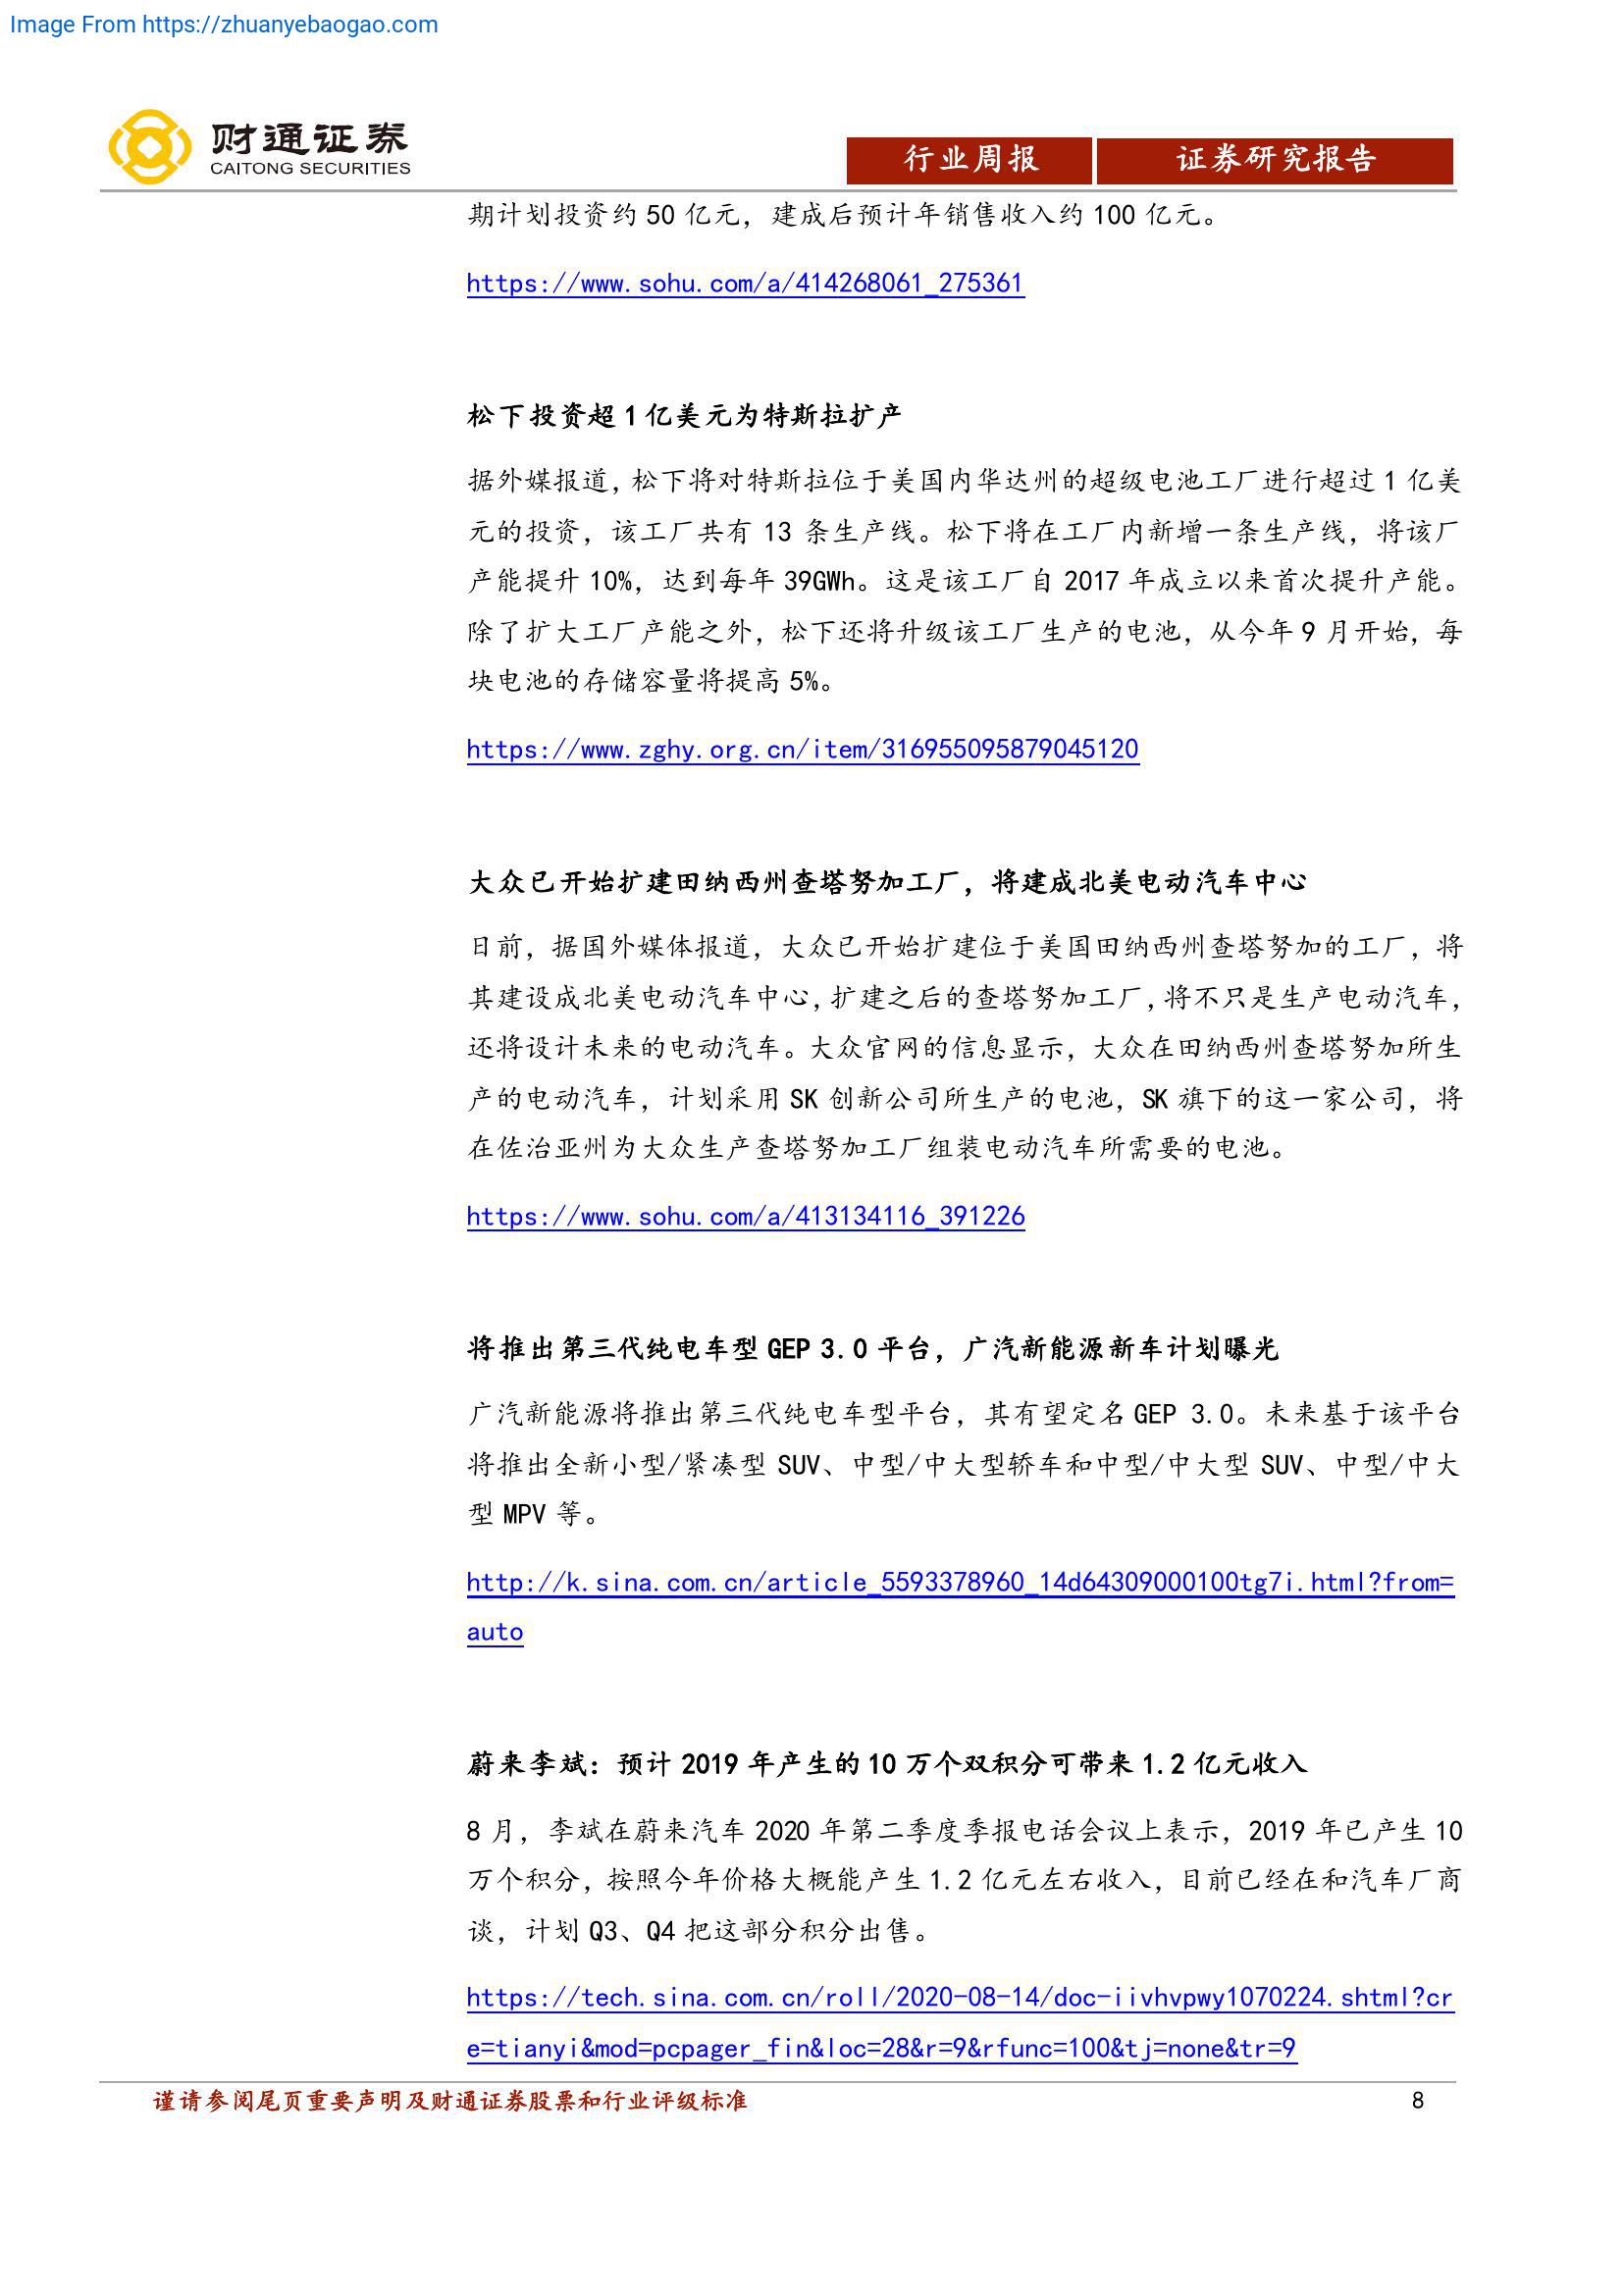 Image From https://zhuanyebaogao.com
财通证券
CAITONG SECURITIES
行业周报
证券研究报告
期计划投资约 50 亿元，建成后预计年销售收入约 100 亿元。
https://www.sohu.com/a/414268061_275361
松下投资超 1 亿美元为特斯拉扩产
据外媒报道，松下将对特斯拉位于美国内华达州的超级电池工厂进行超过 1 亿美
元的投资，该工厂共有 13 条生产线。松下将在工厂内新增一条生产线，将该厂
产能提升 10%，达到每年 39GWh。这是该工厂自 2017 年成立以来首次提升产能。
除了扩大工厂产能之外，松下还将升级该工厂生产的电池，从今年 9 月开始，每
块电池的存储容量将提高 5%。
https://www.zghy.org.cn/item/316955095879045120
大众已开始扩建田纳西州查塔努加工厂，将建成北美电动汽车中心
日前，据国外媒体报道，大众已开始扩建位于美国田纳西州查塔努加的工厂，将
其建设成北美电动汽车中心，扩建之后的查塔努加工厂，将不只是生产电动汽车，
还将设计未来的电动汽车。大众官网的信息显示，大众在田纳西州查塔努加所生
产的电动汽车，计划采用 SK 创新公司所生产的电池，SK 旗下的这一家公司，将
在佐治亚州为大众生产查塔努加工厂组装电动汽车所需要的电池。
https://www.sohu.com/a/413134116_391226
将推出第三代纯电车型 GEP 3.0 平台，广汽新能源新车计划曝光
广汽新能源将推出第三代纯电车型平台，其有望定名 GEP 3.0。未来基于该平台
将推出全新小型/紧凑型 SUV、中型/中大型轿车和中型/中大型 SUV、中型/中大
型 MPV 等。
http://k.sina.com.cn/article_5593378960_14d64309000100tg7i.html?from=
auto
蔚来李斌：预计 2019 年产生的 10 万个双积分可带来 1.2 亿元收入
8 月，李斌在蔚来汽车 2020 年第二季度季报电话会议上表示，2019 年已产生 10
万个积分，按照今年价格大概能产生 1.2 亿元左右收入，目前已经在和汽车厂商
谈，计划 Q3、Q4 把这部分积分出售。
https://tech.sina.com.cn/roll/2020-08-14/doc-iivhvpwy1070224.shtml?cr
e=tianyi&mod=pcpager_fin&loc=28&r=9&rfunc=100&tj=none&tr=9
谨请参阅尾页重要声明及财通证券股票和行业评级标准
8